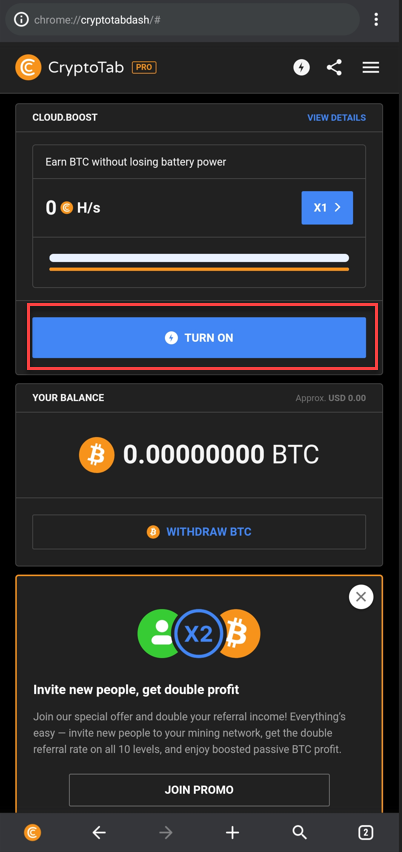 chrome://cryptotabdash/#
CryptoTab PRO
CLOUD.BOOST VIEW DETAILS
Earn BTC without losing battery power
0 H/s X1
TURN ON
YOUR BALANCE Approx. USD 0.00
0.00000000 BTC
WITHDRAW BTC
X2
Invite new people, get double profit
Join our special offer and double your referral income! Everything's
easy — invite new people to your mining network, get the double
referral rate on all 10 levels, and enjoy boosted passive BTC profit.
JOIN PROMO
2